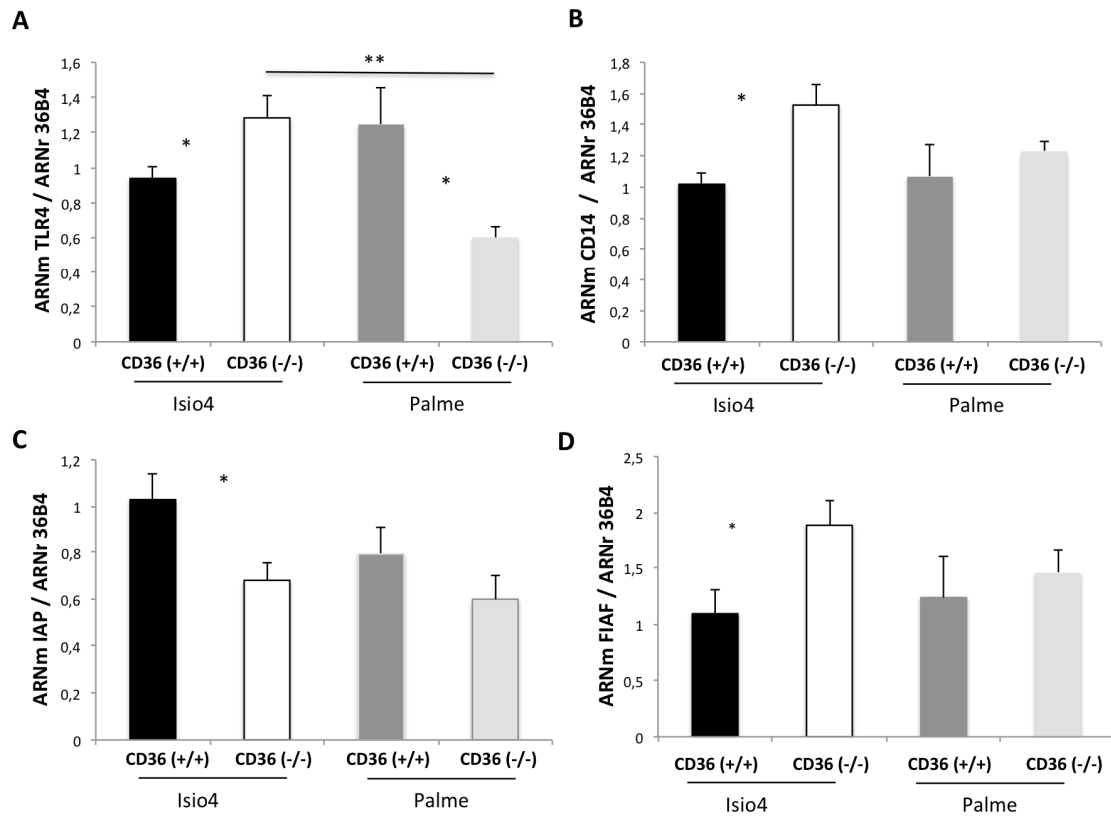 A
ARNm TLR4 / ARNr 36B4
1,6
1,4
1,2
1
0,8
0,6
0,4
0,2
0
*
**
*
CD36 (+/+) CD36 (-/-) CD36 (+/+) CD36 (-/-)
Isio4 Palme
B
ARNm CD14 / ARNr 36B4
1,8
1,6
1,4
1,2
1
0,8
0,6
0,4
0,2
0
*
CD36 (+/+) CD36 (-/-) CD36 (+/+) CD36 (-/-)
Isio4 Palme
C
ARNm IAP / ARNr 36B4
1,2
1
0,8
0,6
0,4
0,2
0
*
CD36 (+/+) CD36 (-/-) CD36 (+/+) CD36 (-/-)
Isio4 Palme
D
ARNm FIAF / ARNr 36B4
2,5
2
1,5
1
0,5
0
*
CD36 (+/+) CD36 (-/-) CD36 (+/+) CD36 (-/-)
Isio4 Palme